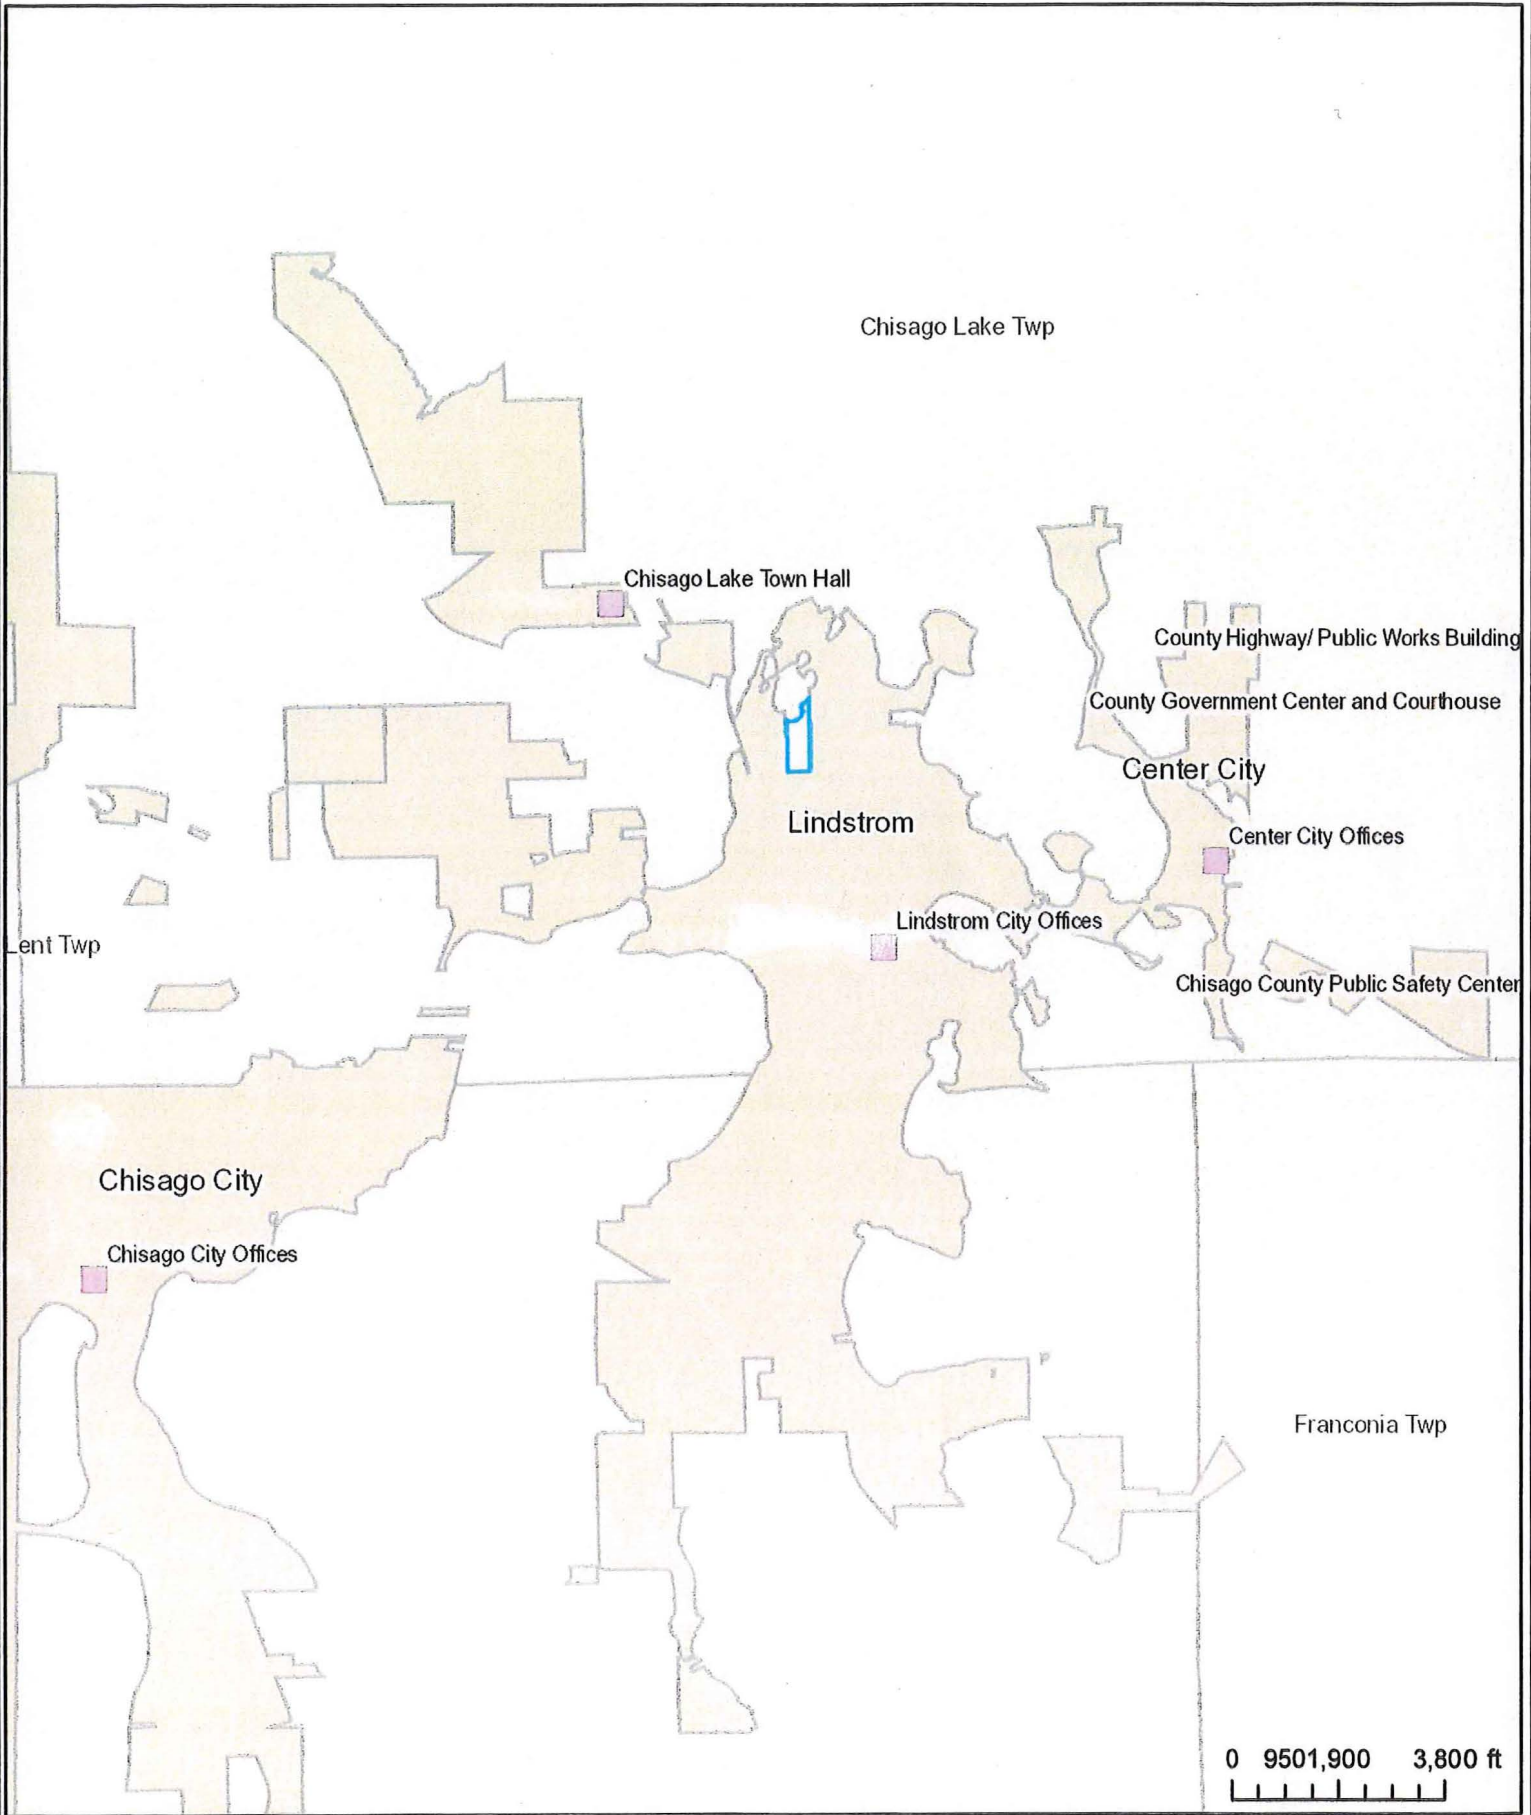 Chisago Lake Twp
Chisago Lake Town Hall
County Highway/ Public Works Building
County Government Center and Courthouse
Center City
Lindstrom
Center City Offices
Lindstrom City Offices
Lent Twp
Chisago County Public Safety Center
Chisago City
Chisago City Offices
Franconia Twp
0 9501,900 3,800 ft